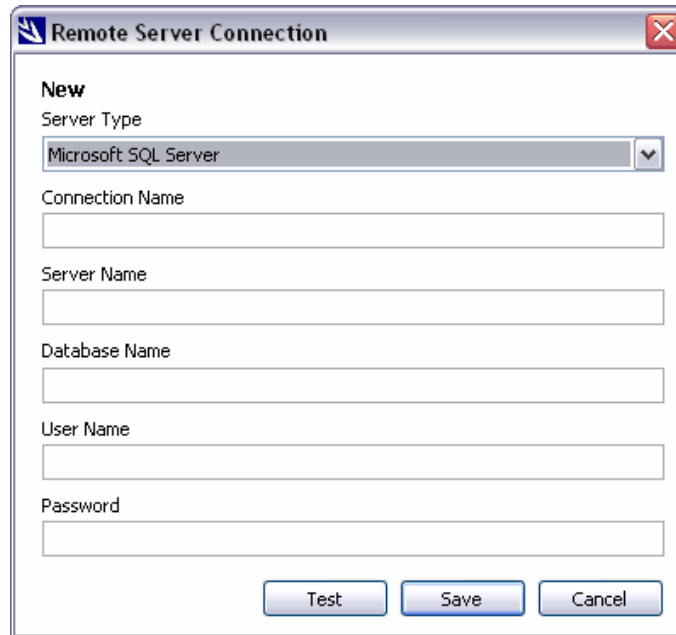 Remote Server Connection
New
Server Type
Microsoft SQL Server
Connection Name
Server Name
Database Name
User Name
Password
Test Save Cancel